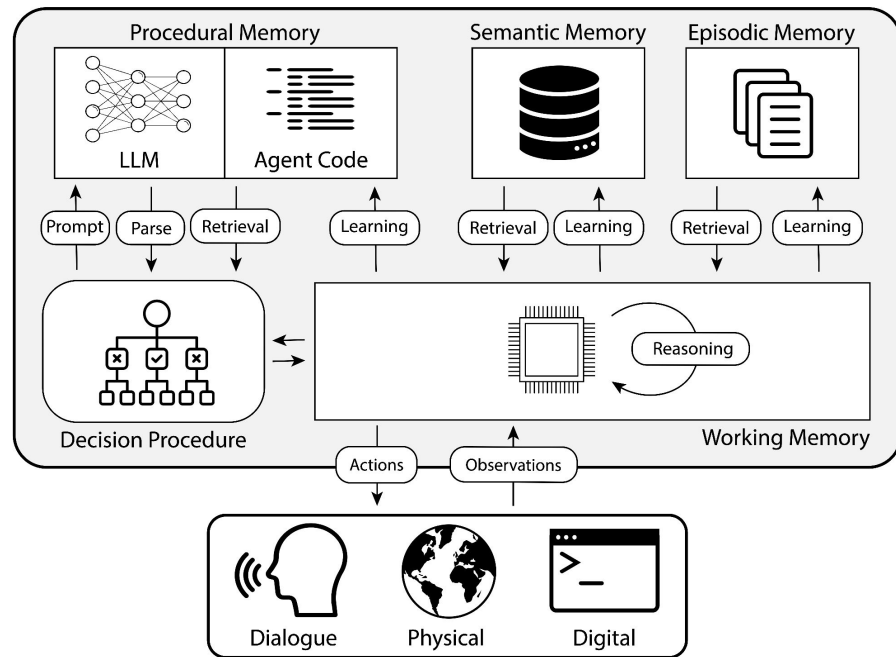 Procedural Memory
Semantic Memory
Episodic Memory
LLM
Agent Code
Prompt
Parse
Retrieval
Learning
Retrieval
Learning
Retrieval
Learning
Reasoning
Decision Procedure
Working Memory
Actions
Observations
>_
Dialogue
Physical
Digital